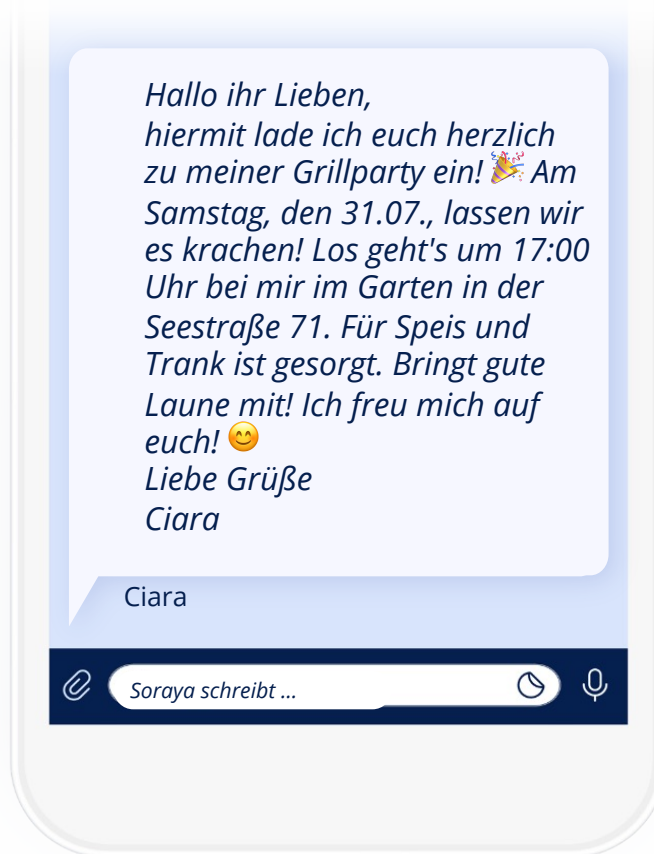 Hallo ihr Lieben,
hiermit lade ich euch herzlich
zu meiner Grillparty ein! 🎉 Am
Samstag, den 31.07., lassen wir
es krachen! Los geht's um 17:00
Uhr bei mir im Garten in der
Seestraße 71. Für Speis und
Trank ist gesorgt. Bringt gute
Laune mit! Ich freu mich auf
euch! 😊
Liebe Grüße
Ciara
Ciara
Soraya schreibt ...